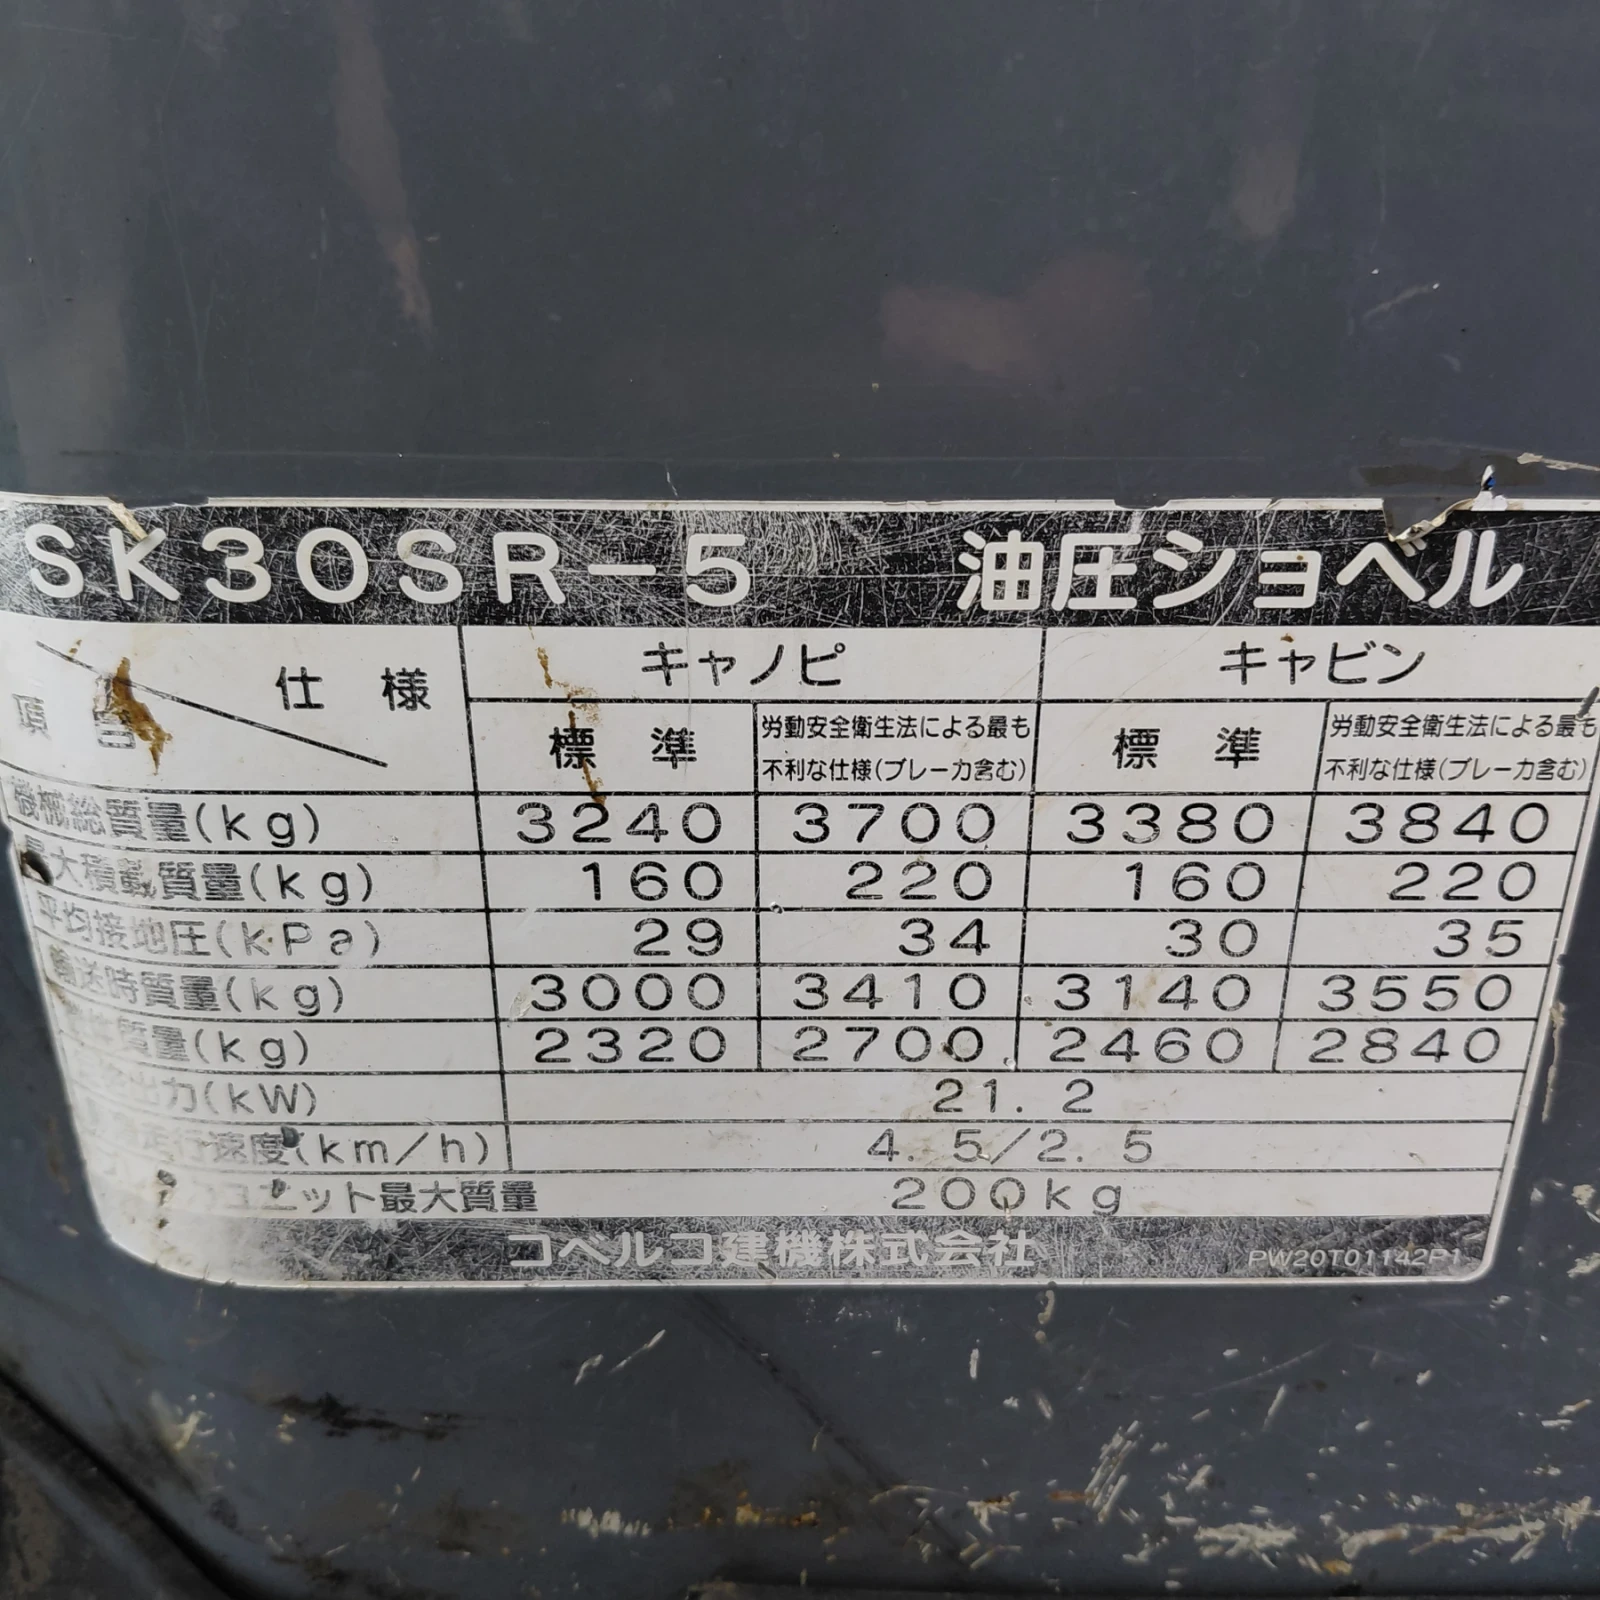 SK30SR-5 油圧ショベル
仕様 キャノピ キャビン
項目 標準 労動安全衛生法による最も 標準 労動安全衛生法による最も
不利な仕様(ブレーカ含む) 不利な仕様(ブレーカ含む)
機械総質量(kg) 3240 3700 3380 3840
最大積載質量(kg) 160 220 160 220
平均接地圧(kPa) 29 34 30 35
輸送時質量(kg) 3000 3410 3140 3550
質量(kg) 2320 2700 2460 2840
出力(kW) 21.2
走行速度(km/h) 4.5/2.5
ユニット最大質量 200kg
コベルコ建機株式会社 PW20T01142P1